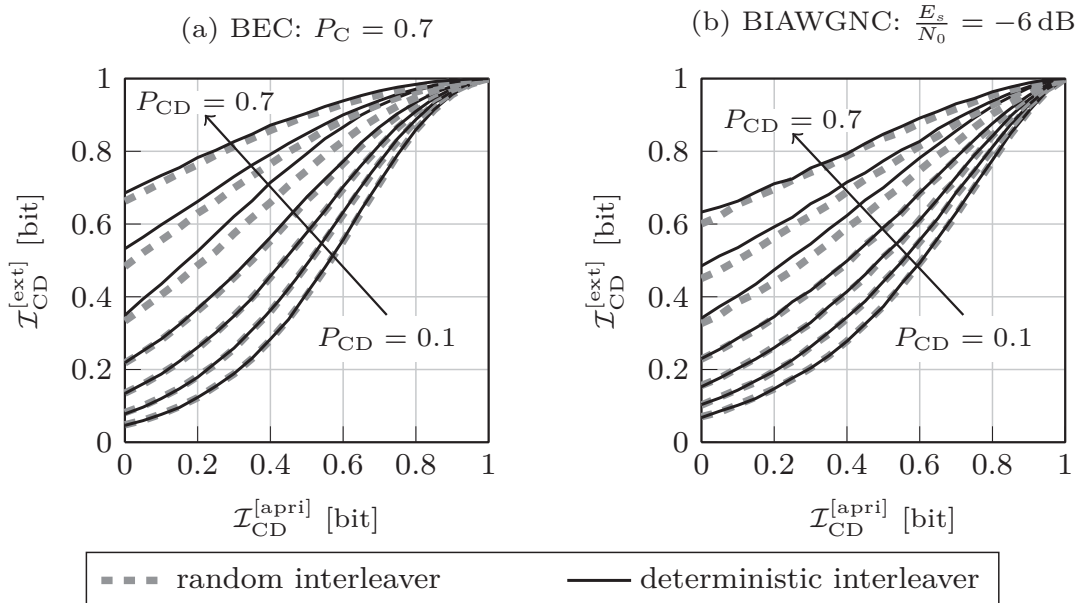 (a) BEC: P_C = 0.7
1
0.8
0.6
0.4
0.2
0
0 0.2 0.4 0.6 0.8 1
P_CD = 0.7
P_CD = 0.1
I_CD^[ext] [bit]
I_CD^[apri] [bit]
(b) BIAWGNC: E_s/N_0 = −6 dB
1
0.8
0.6
0.4
0.2
0
0 0.2 0.4 0.6 0.8 1
P_CD = 0.7
P_CD = 0.1
I_CD^[ext] [bit]
I_CD^[apri] [bit]
random interleaver
deterministic interleaver